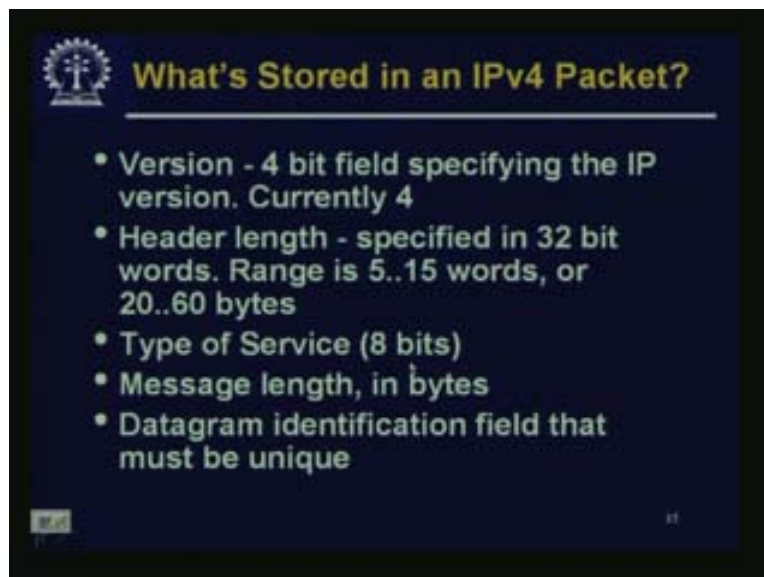 What's Stored in an IPv4 Packet?
• Version - 4 bit field specifying the IP
version. Currently 4
• Header length - specified in 32 bit
words. Range is 5..15 words, or
20..60 bytes
• Type of Service (8 bits)
• Message length, in bytes
• Datagram identification field that
must be unique